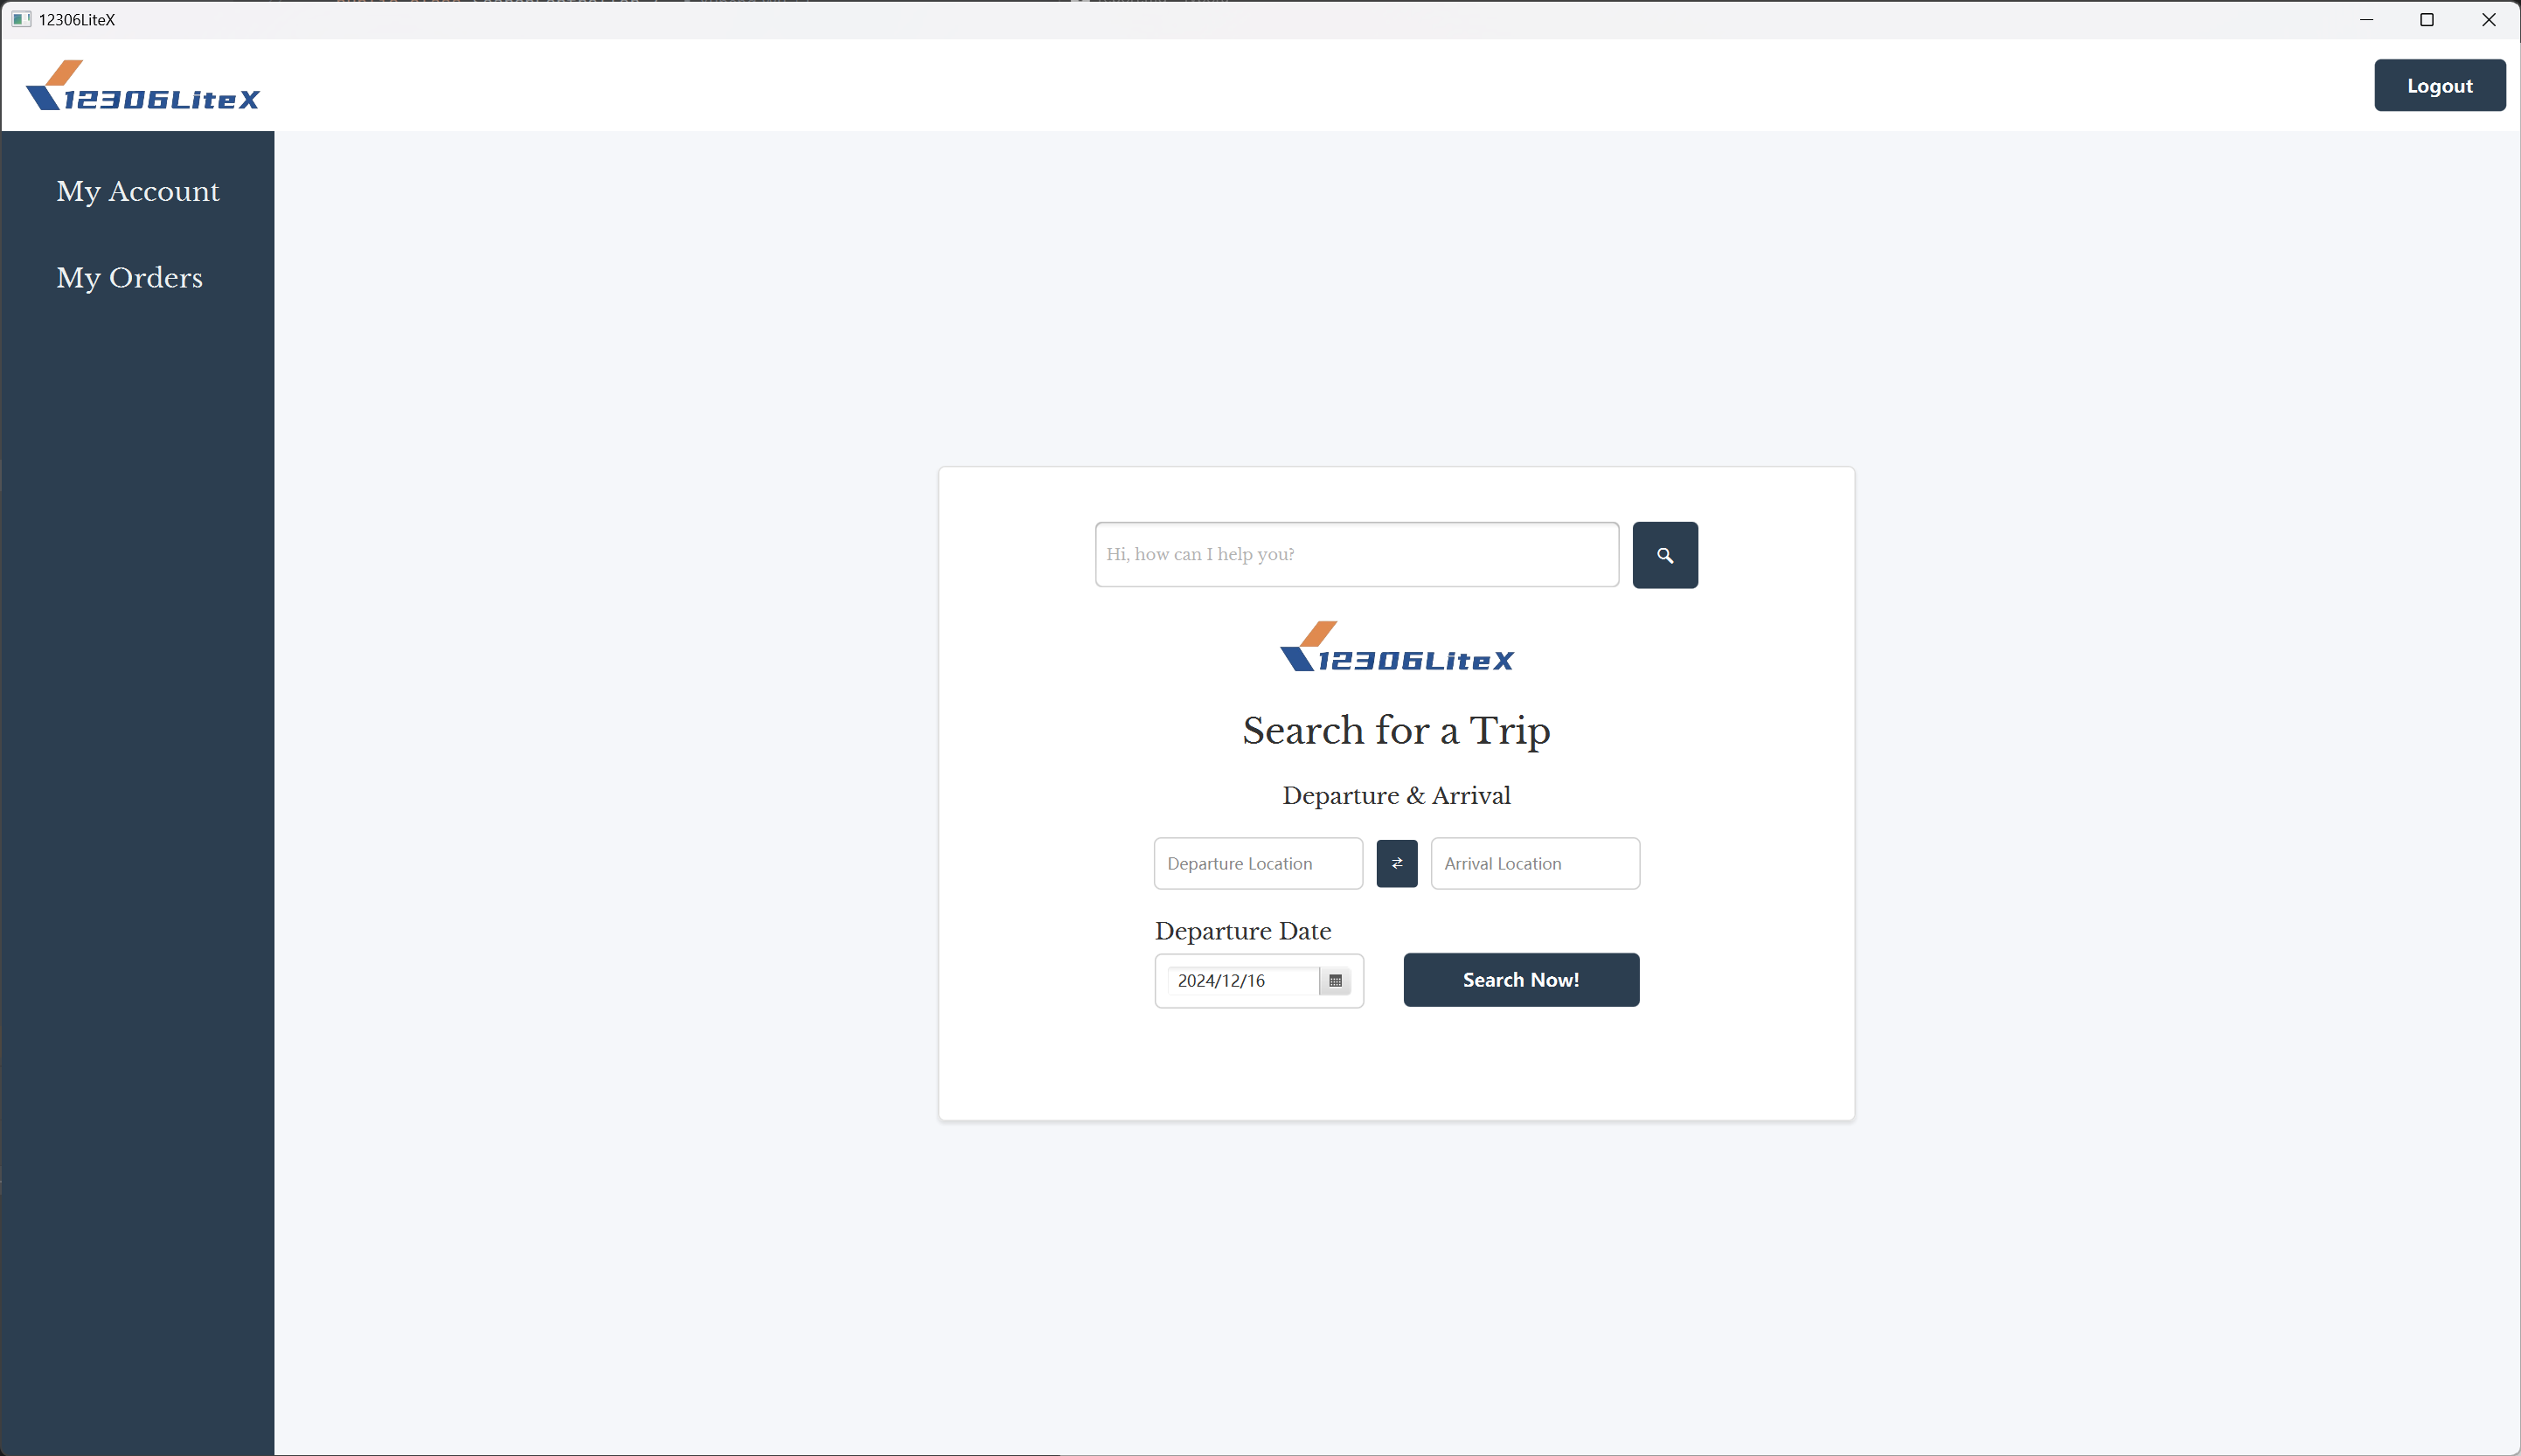 12306LiteX
12306LiteX
Logout
My Account
My Orders
Hi, how can I help you?
12306LiteX
Search for a Trip
Departure & Arrival
Departure Location
Arrival Location
Departure Date
2024/12/16
Search Now!